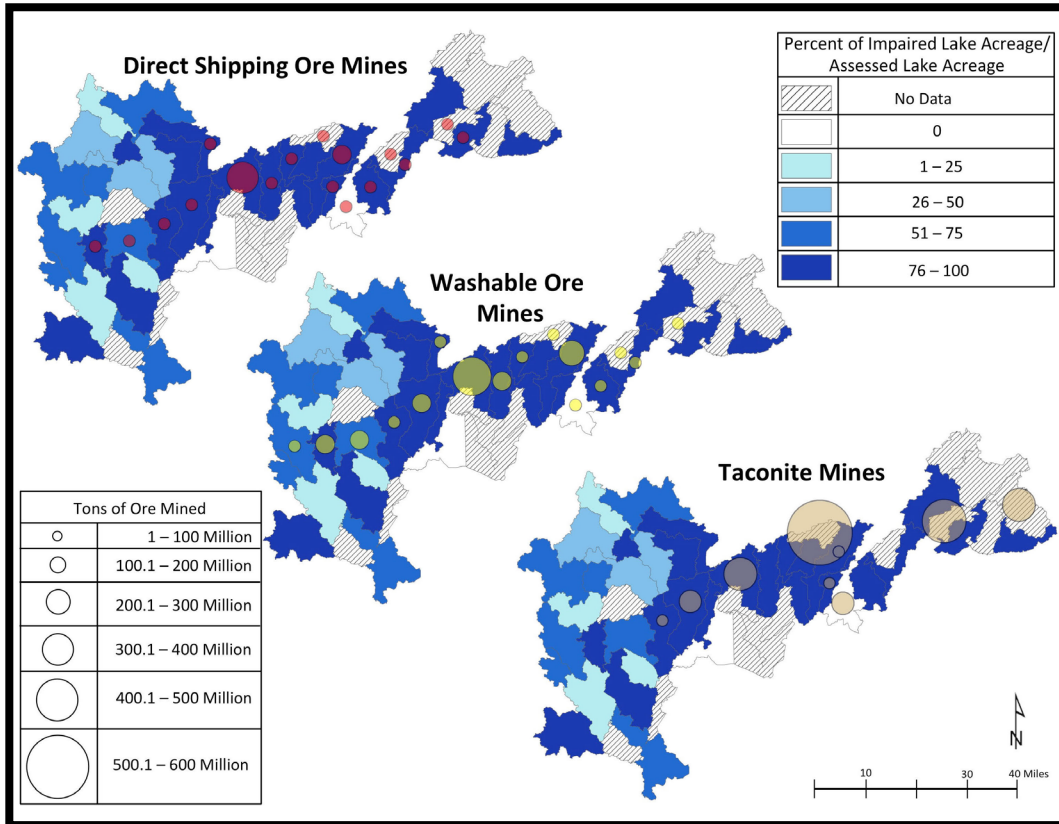 Direct Shipping Ore Mines
Percent of Impaired Lake Acreage/
Assessed Lake Acreage
No Data
0
1 – 25
26 – 50
51 – 75
76 – 100
Washable Ore
Mines
Taconite Mines
Tons of Ore Mined
1 – 100 Million
100.1 – 200 Million
200.1 – 300 Million
300.1 – 400 Million
400.1 – 500 Million
500.1 – 600 Million
N
10 30 40 Miles